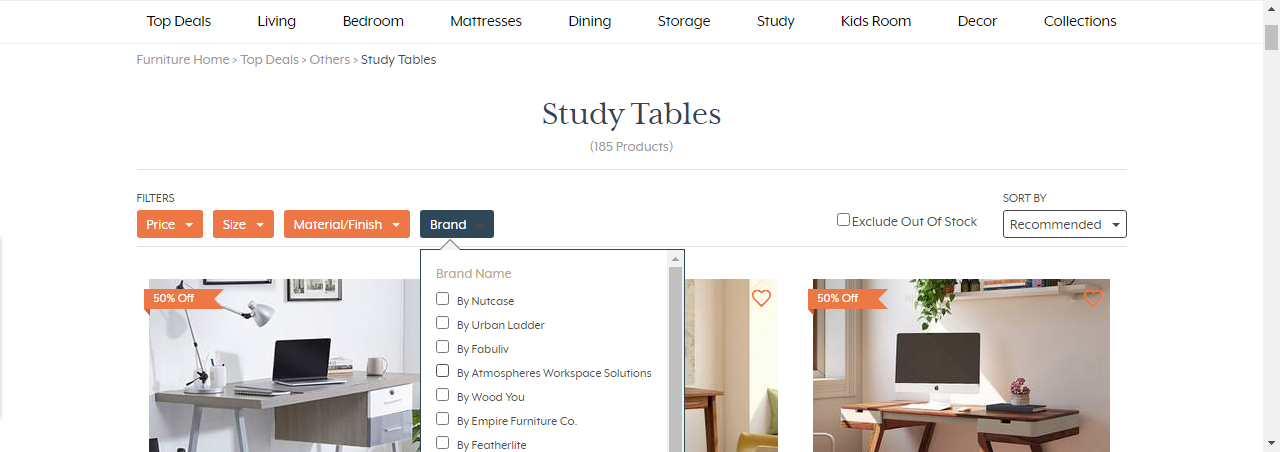 Top Deals Living Bedroom Mattresses Dining Storage Study Kids Room Decor Collections
Furniture Home > Top Deals > Others > Study Tables
Study Tables
(185 Products)
FILTERS
SORT BY
Price Size Material/Finish Brand
Exclude Out Of Stock
Recommended
Brand Name
By Nutcase
By Urban Ladder
By Fabuliv
By Atmospheres Workspace Solutions
By Wood You
By Empire Furniture Co.
By Featherlite
50% Off
50% Off